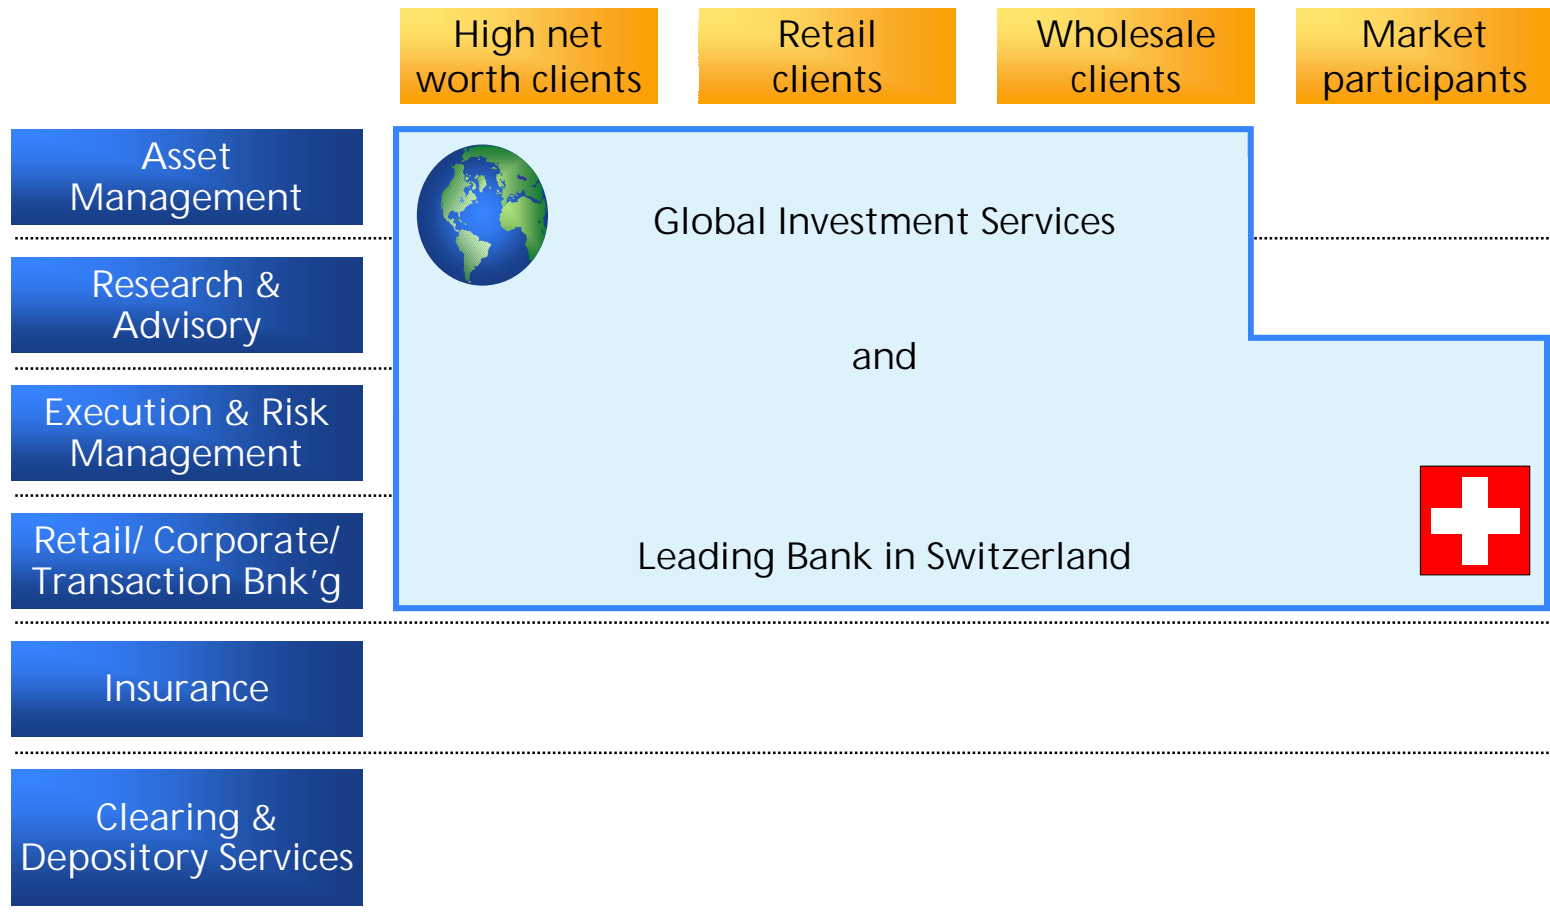 High net
worth clients
Retail
clients
Wholesale
clients
Market
participants
Asset
Management
Global Investment Services
Research &
Advisory
and
Execution & Risk
Management
Retail/ Corporate/
Transaction Bnk’g
Leading Bank in Switzerland
Insurance
Clearing &
Depository Services